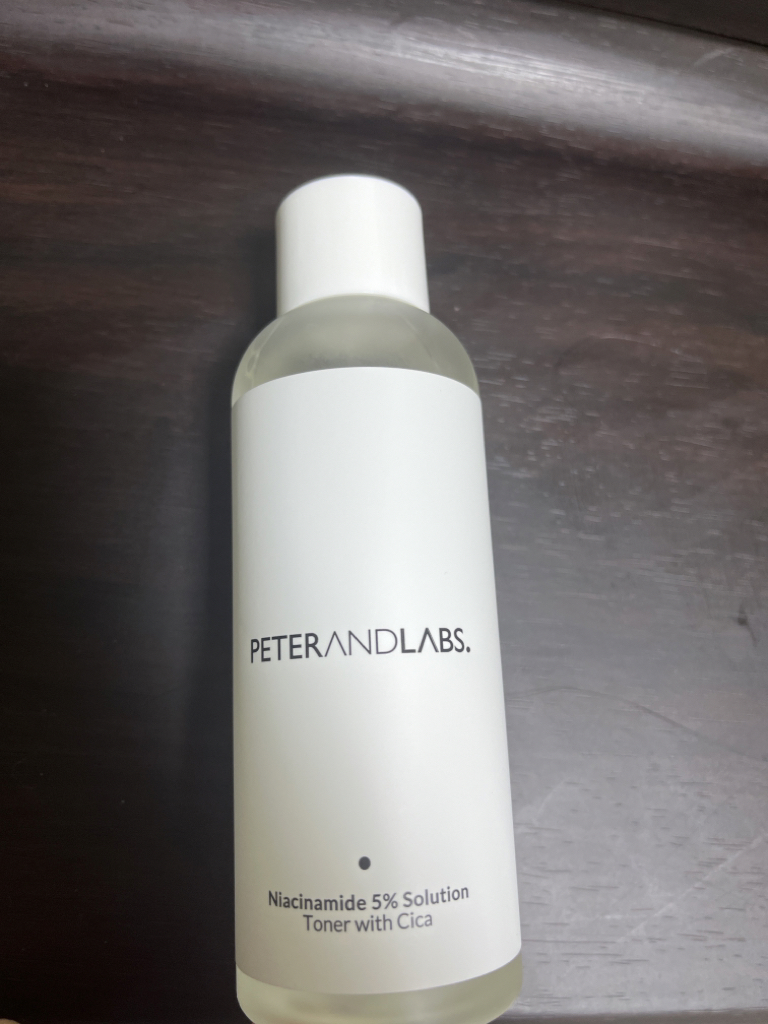 PETERANDLABS.
Niacinamide 5% Solution
Toner with Cica